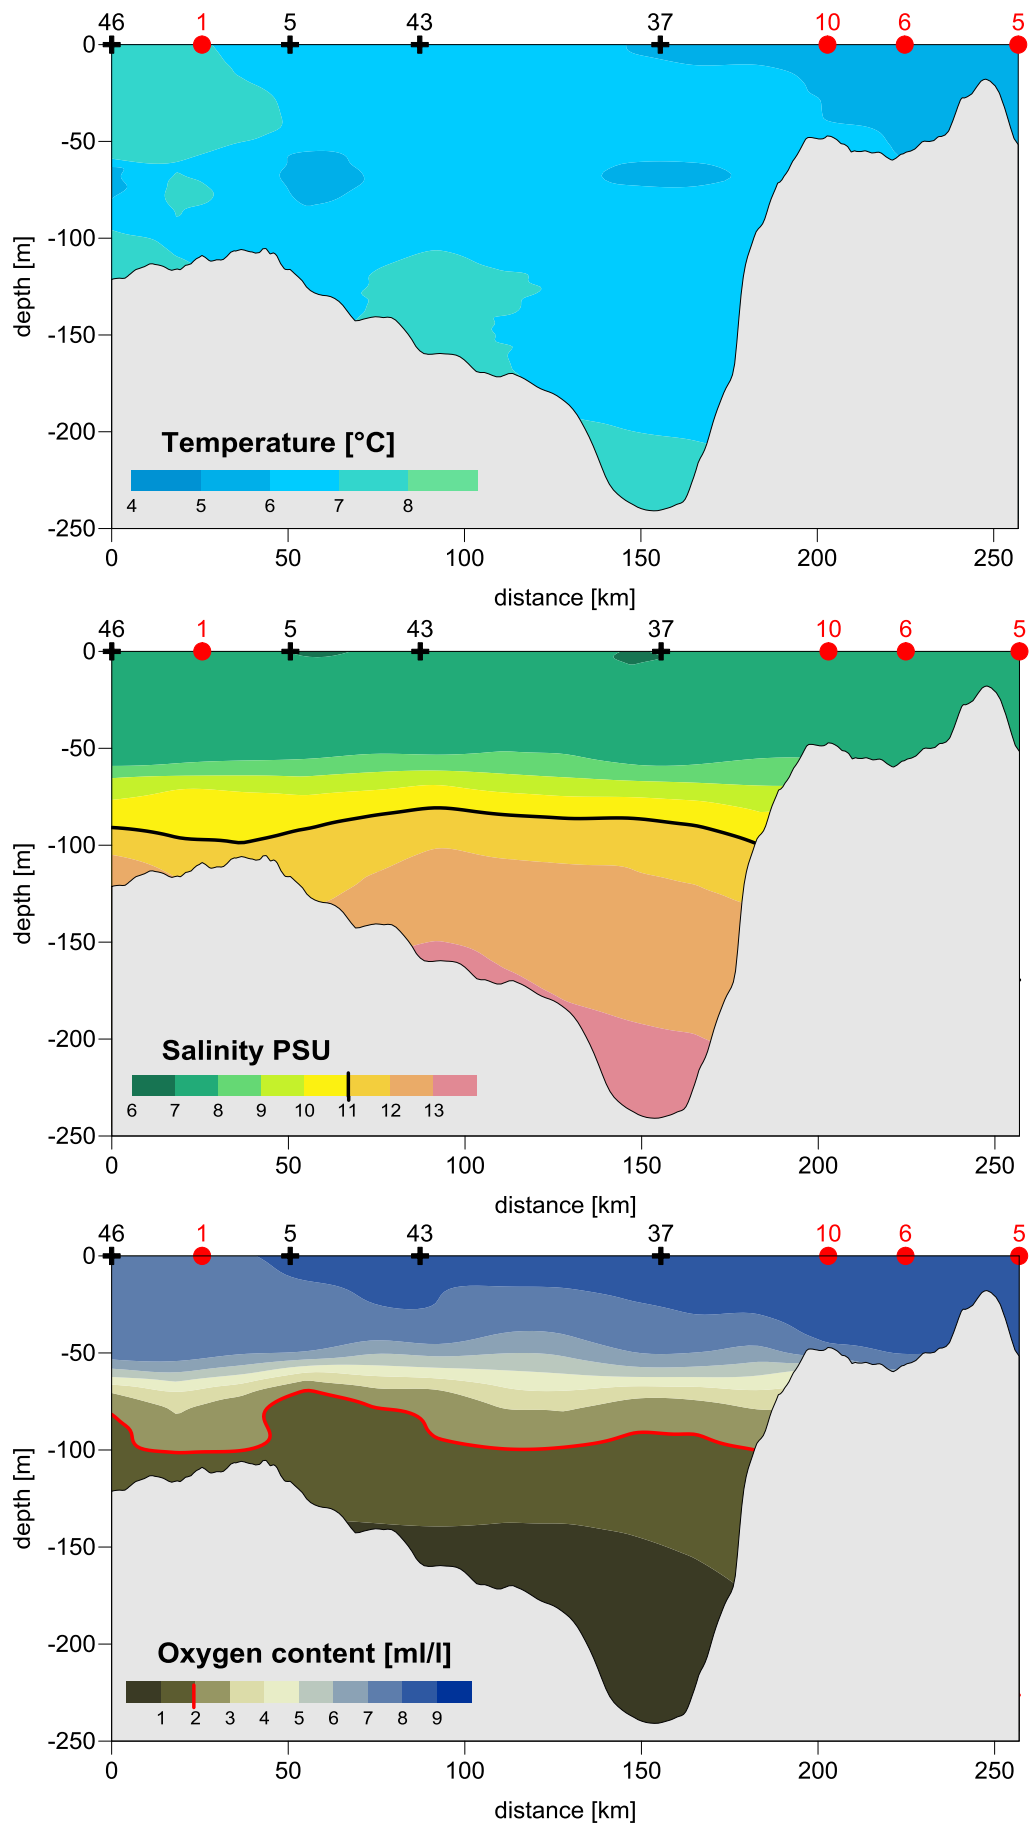 46 1 5 43 37 10 6 5
0
-50
-100
-150
-200
-250
depth [m]
Temperature [°C]
4 5 6 7 8
0 50 100 150 200 250
distance [km]
46 1 5 43 37 10 6 5
0
-50
-100
-150
-200
-250
depth [m]
Salinity PSU
6 7 8 9 10 11 12 13
0 50 100 150 200 250
distance [km]
46 1 5 43 37 10 6 5
0
-50
-100
-150
-200
-250
depth [m]
Oxygen content [ml/l]
1 2 3 4 5 6 7 8 9
0 50 100 150 200 250
distance [km]